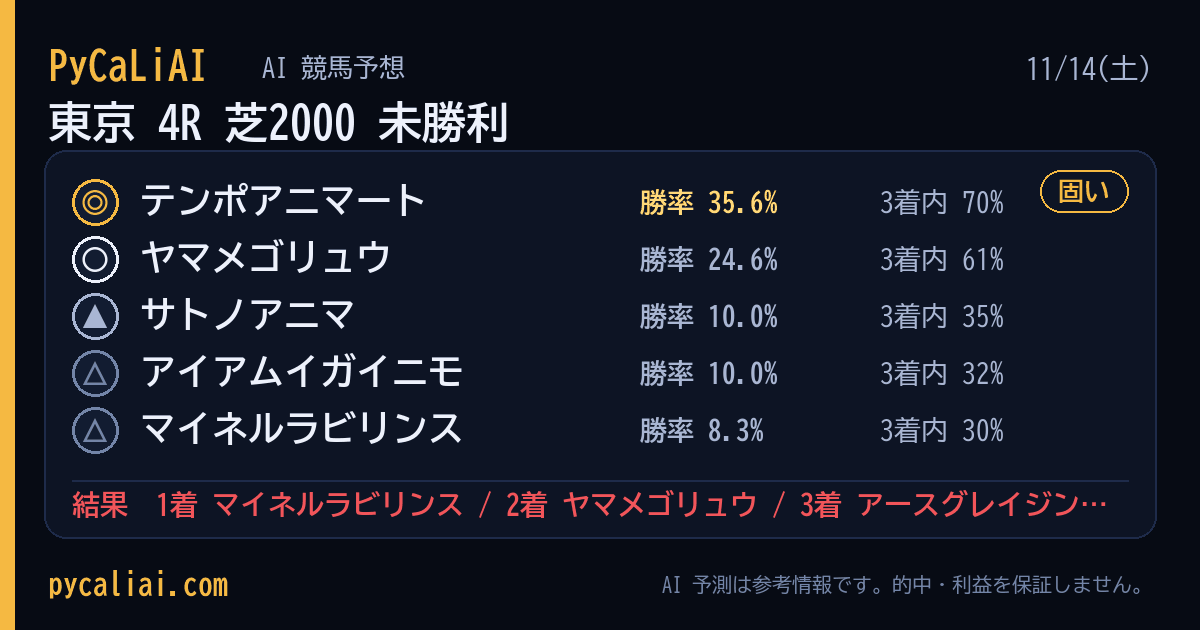 PyCaLiAI AI 競馬予想 11/14(土)
東京 4R 芝2000 未勝利
◎ テンポアニマート 勝率 35.6% 3着内 70% 固い
○ ヤマメゴリュウ 勝率 24.6% 3着内 61%
▲ サトノアニマ 勝率 10.0% 3着内 35%
△ アイアムイガイニモ 勝率 10.0% 3着内 32%
△ マイネルラビリンス 勝率 8.3% 3着内 30%
結果 1着 マイネルラビリンス / 2着 ヤマメゴリュウ / 3着 アースグレイジン…
pycaliai.com AI 予測は参考情報です。的中・利益を保証しません。